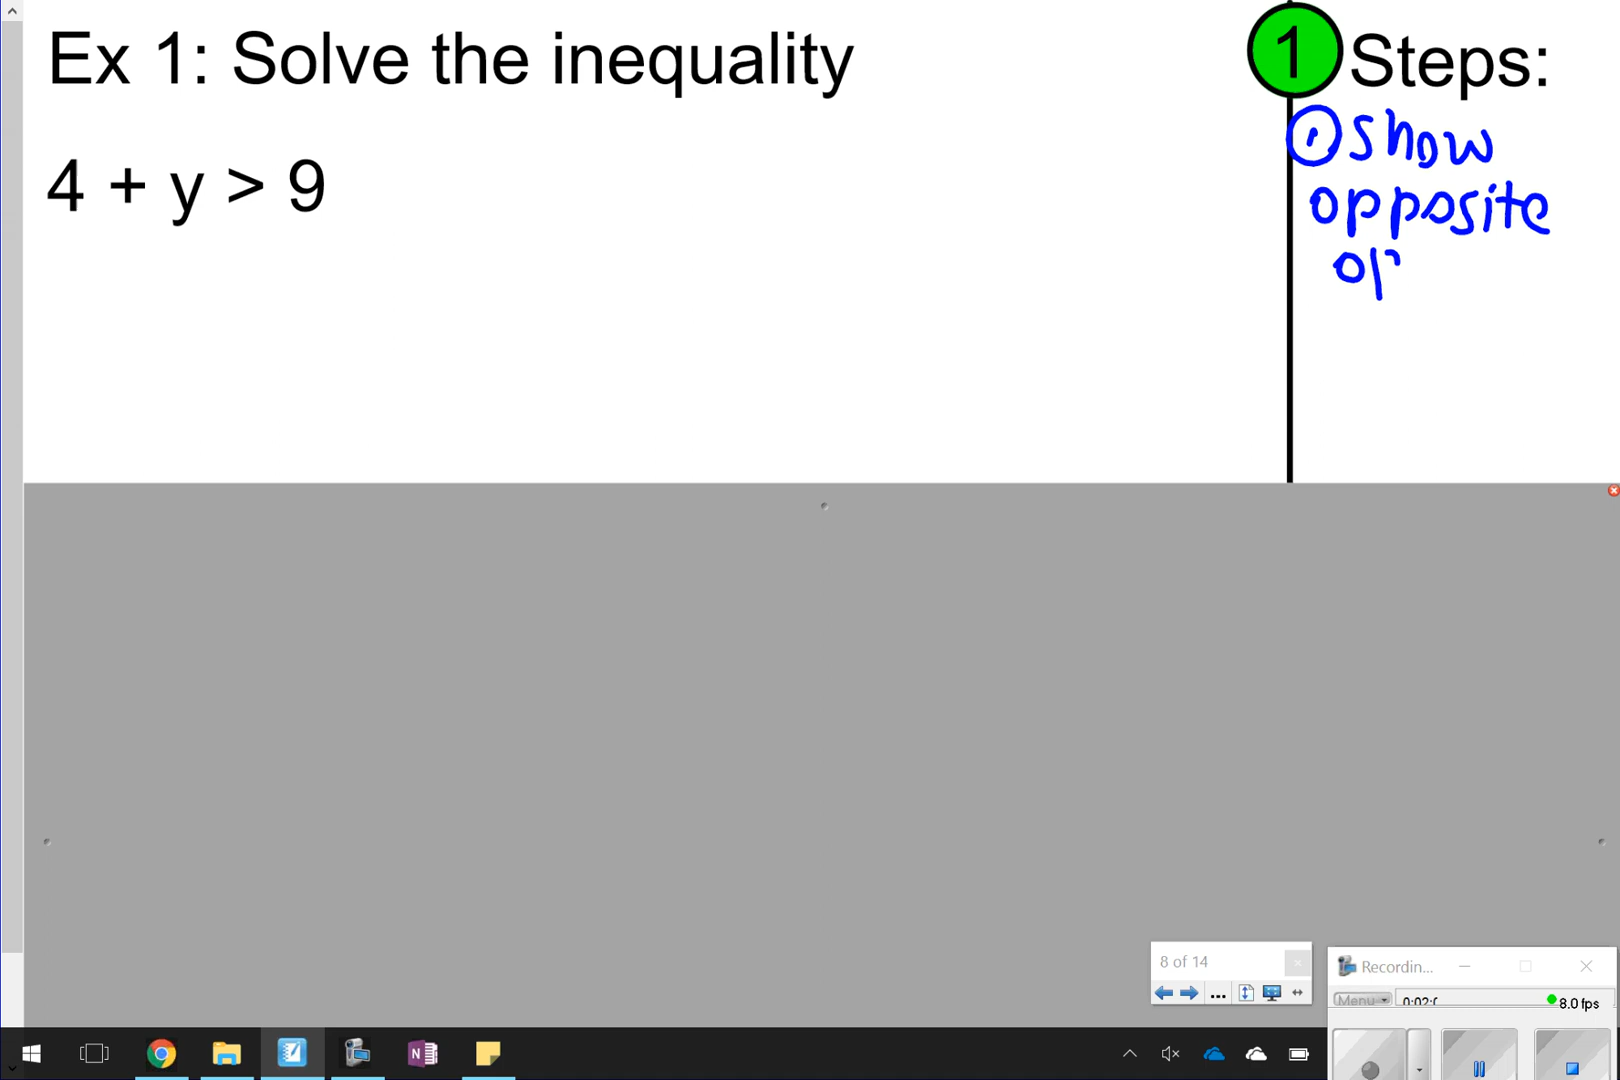 Ex 1: Solve the inequality
4 + y > 9
1 Steps:
① show
opposite
op
8 of 14
...
Recordin...
Menu
8.0 fps
N